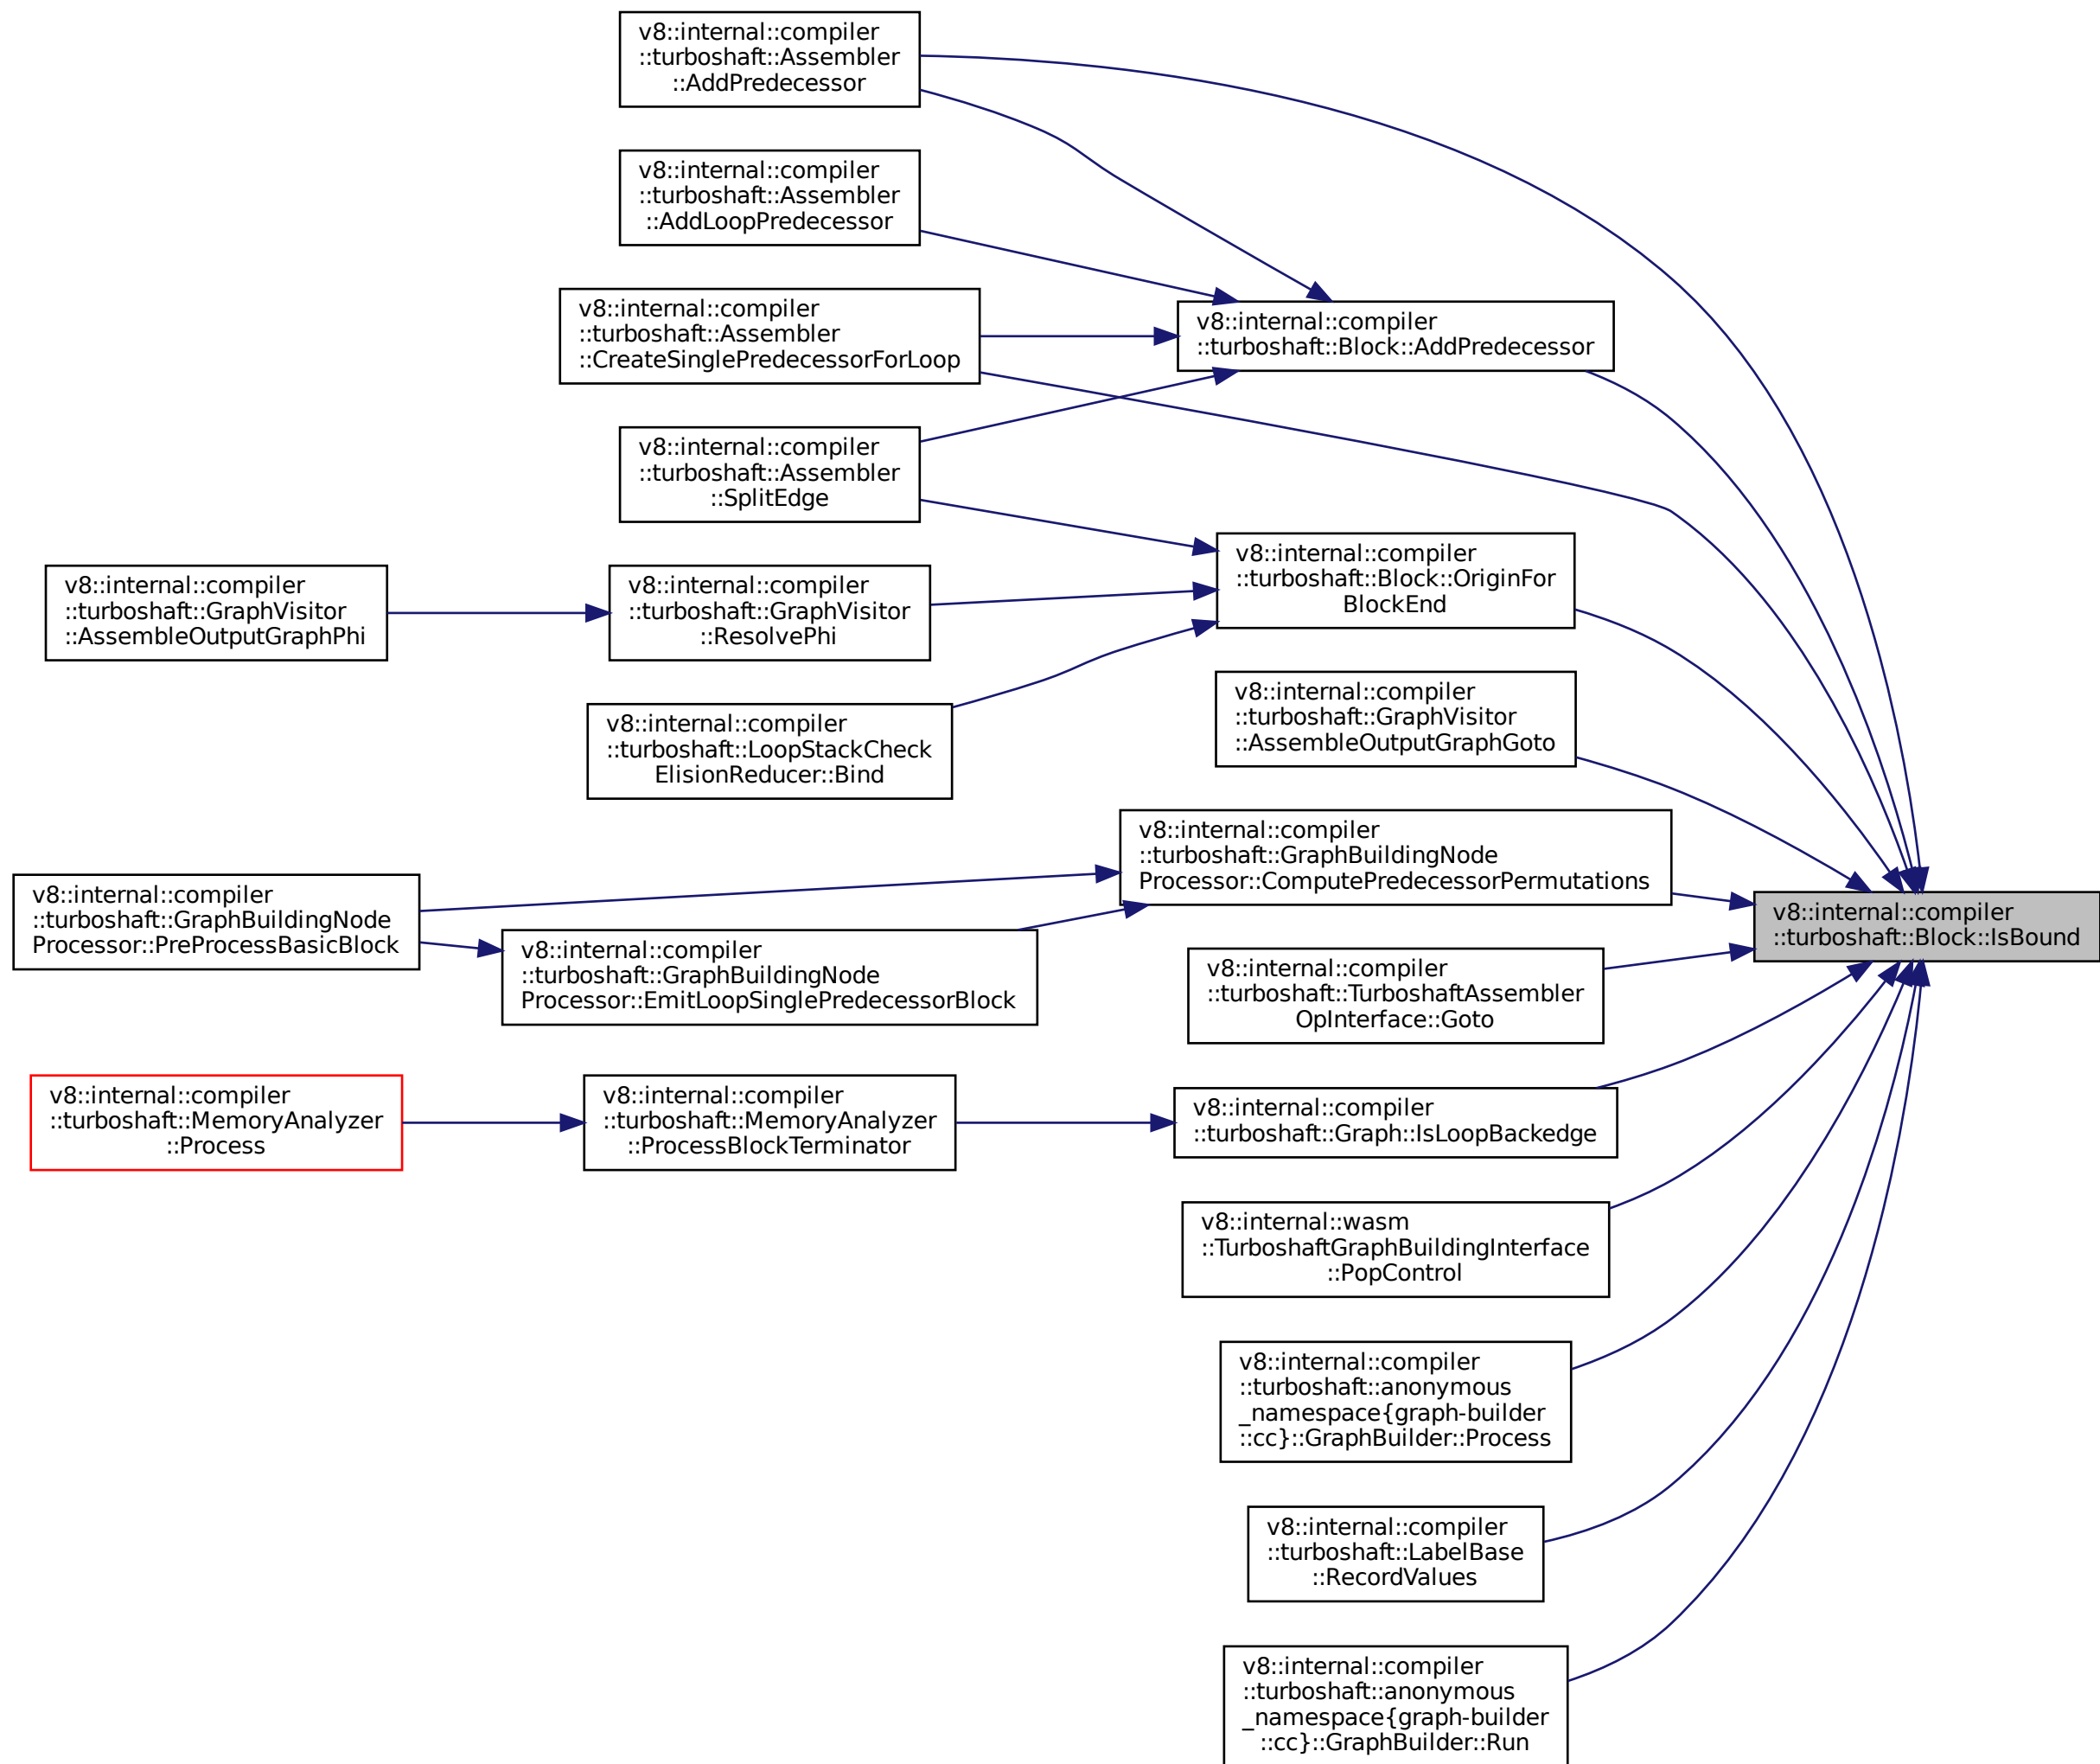 v8::internal::compiler
::turboshaft::Assembler
::AddPredecessor
v8::internal::compiler
::turboshaft::Assembler
::AddLoopPredecessor
v8::internal::compiler
::turboshaft::Assembler
::CreateSinglePredecessorForLoop
v8::internal::compiler
::turboshaft::Block::AddPredecessor
v8::internal::compiler
::turboshaft::Assembler
::SplitEdge
v8::internal::compiler
::turboshaft::Block::OriginFor
BlockEnd
v8::internal::compiler
::turboshaft::GraphVisitor
::AssembleOutputGraphPhi
v8::internal::compiler
::turboshaft::GraphVisitor
::ResolvePhi
v8::internal::compiler
::turboshaft::GraphVisitor
::AssembleOutputGraphGoto
v8::internal::compiler
::turboshaft::LoopStackCheck
ElisionReducer::Bind
v8::internal::compiler
::turboshaft::GraphBuildingNode
Processor::ComputePredecessorPermutations
v8::internal::compiler
::turboshaft::GraphBuildingNode
Processor::PreProcessBasicBlock
v8::internal::compiler
::turboshaft::Block::IsBound
v8::internal::compiler
::turboshaft::GraphBuildingNode
Processor::EmitLoopSinglePredecessorBlock
v8::internal::compiler
::turboshaft::TurboshaftAssembler
OpInterface::Goto
v8::internal::compiler
::turboshaft::MemoryAnalyzer
::Process
v8::internal::compiler
::turboshaft::MemoryAnalyzer
::ProcessBlockTerminator
v8::internal::compiler
::turboshaft::Graph::IsLoopBackedge
v8::internal::wasm
::TurboshaftGraphBuildingInterface
::PopControl
v8::internal::compiler
::turboshaft::anonymous
_namespace{graph-builder
::cc}::GraphBuilder::Process
v8::internal::compiler
::turboshaft::LabelBase
::RecordValues
v8::internal::compiler
::turboshaft::anonymous
_namespace{graph-builder
::cc}::GraphBuilder::Run